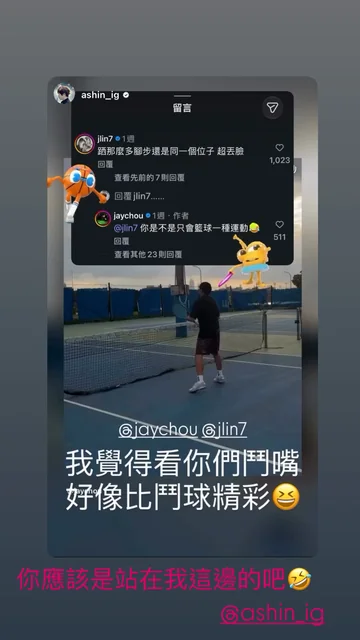 ashin_ig
留言
jlin7 1週
跴那麼多腳步還是同一個位子 超丟臉
回覆
1,023
查看先前的7則回覆
回覆 jlin7......
jaychou 1週·作者
@jlin7 你是不是只會籃球一種運動😂
回覆
511
查看其他 23 則回覆
@jaychou @jlin7
我覺得看你們鬥嘴
好像比鬥球精彩😆
你應該是站在我這邊的吧🤣
@ashin_ig